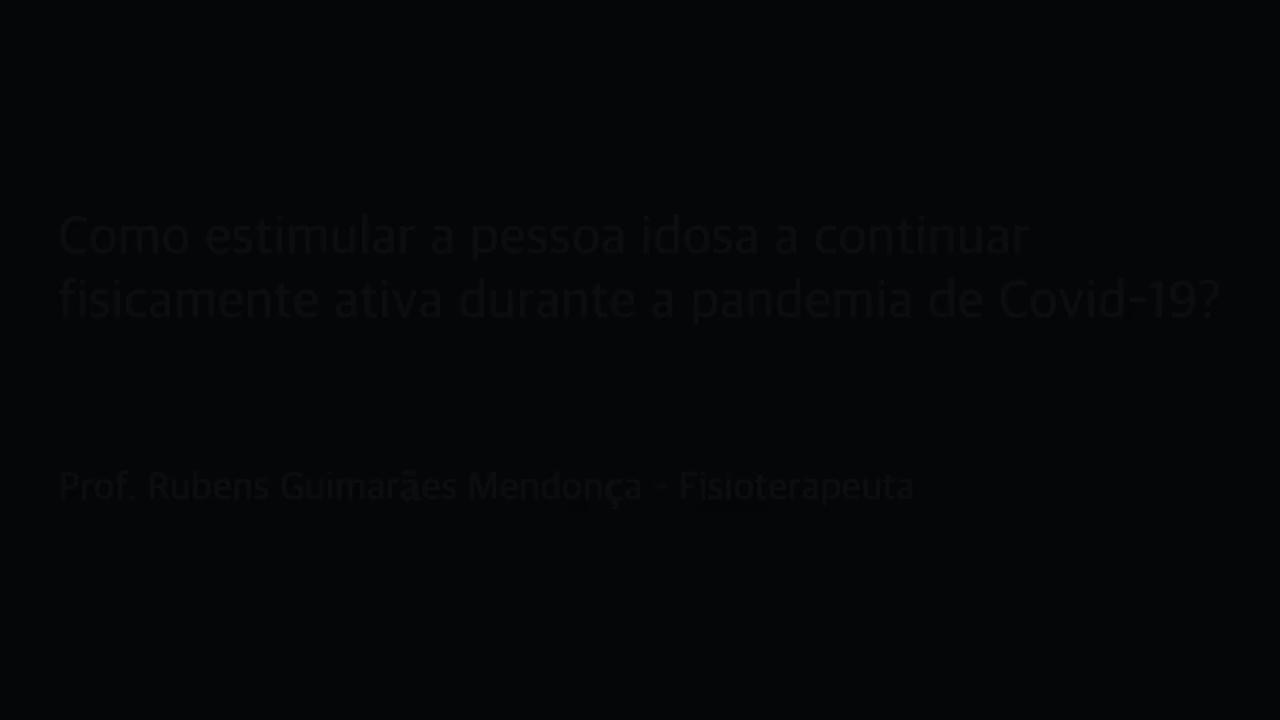 Como estimular a pessoa idosa a continuar
fisicamente ativa durante a pandemia de Covid-19?
Prof. Rubens Guimarães Mendonça - Fisioterapeuta